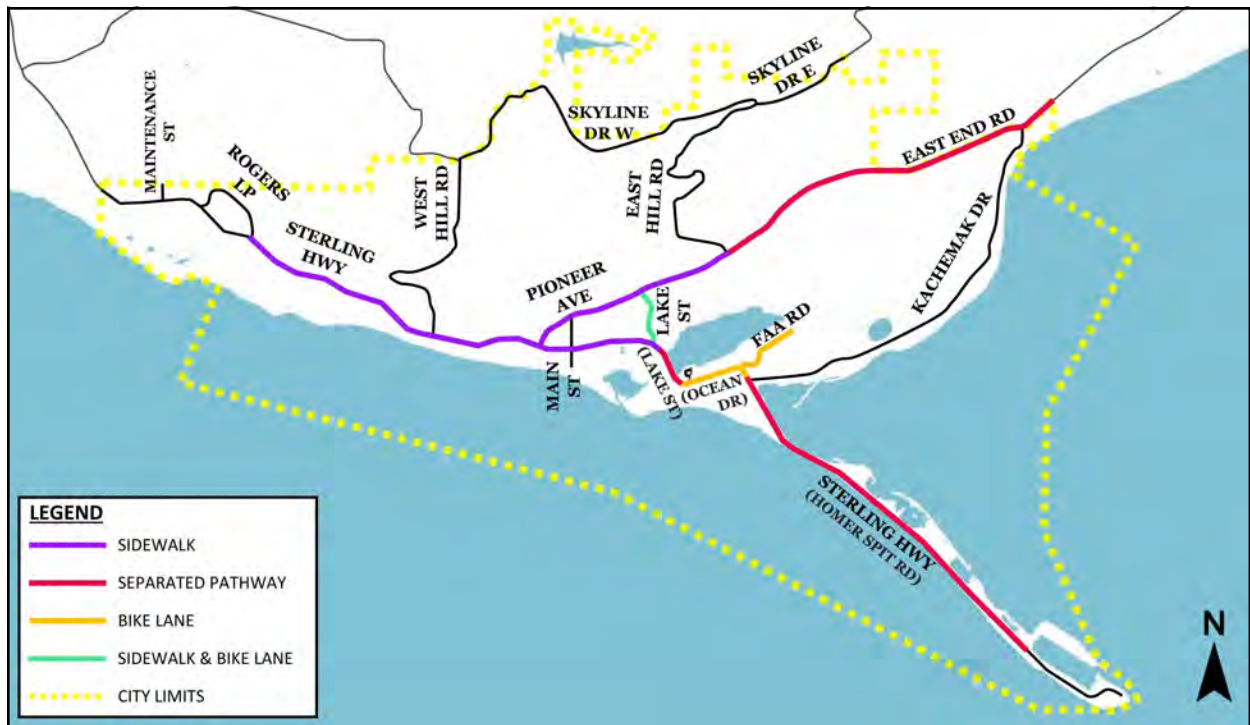 SKYLINE
DR E
SKYLINE
DR W
MAINTENANCE
ST
ROGERS
LP
WEST
HILL RD
EAST
HILL RD
EAST END RD
STERLING
HWY
PIONEER
AVE
LAKE
ST
KACHEMAK DR
FAA RD
MAIN
ST
(LAKE ST)
(OCEAN
DR)
STERLING HWY
(HOMER SPIT RD)
LEGEND
SIDEWALK
SEPARATED PATHWAY
BIKE LANE
SIDEWALK & BIKE LANE
CITY LIMITS
N